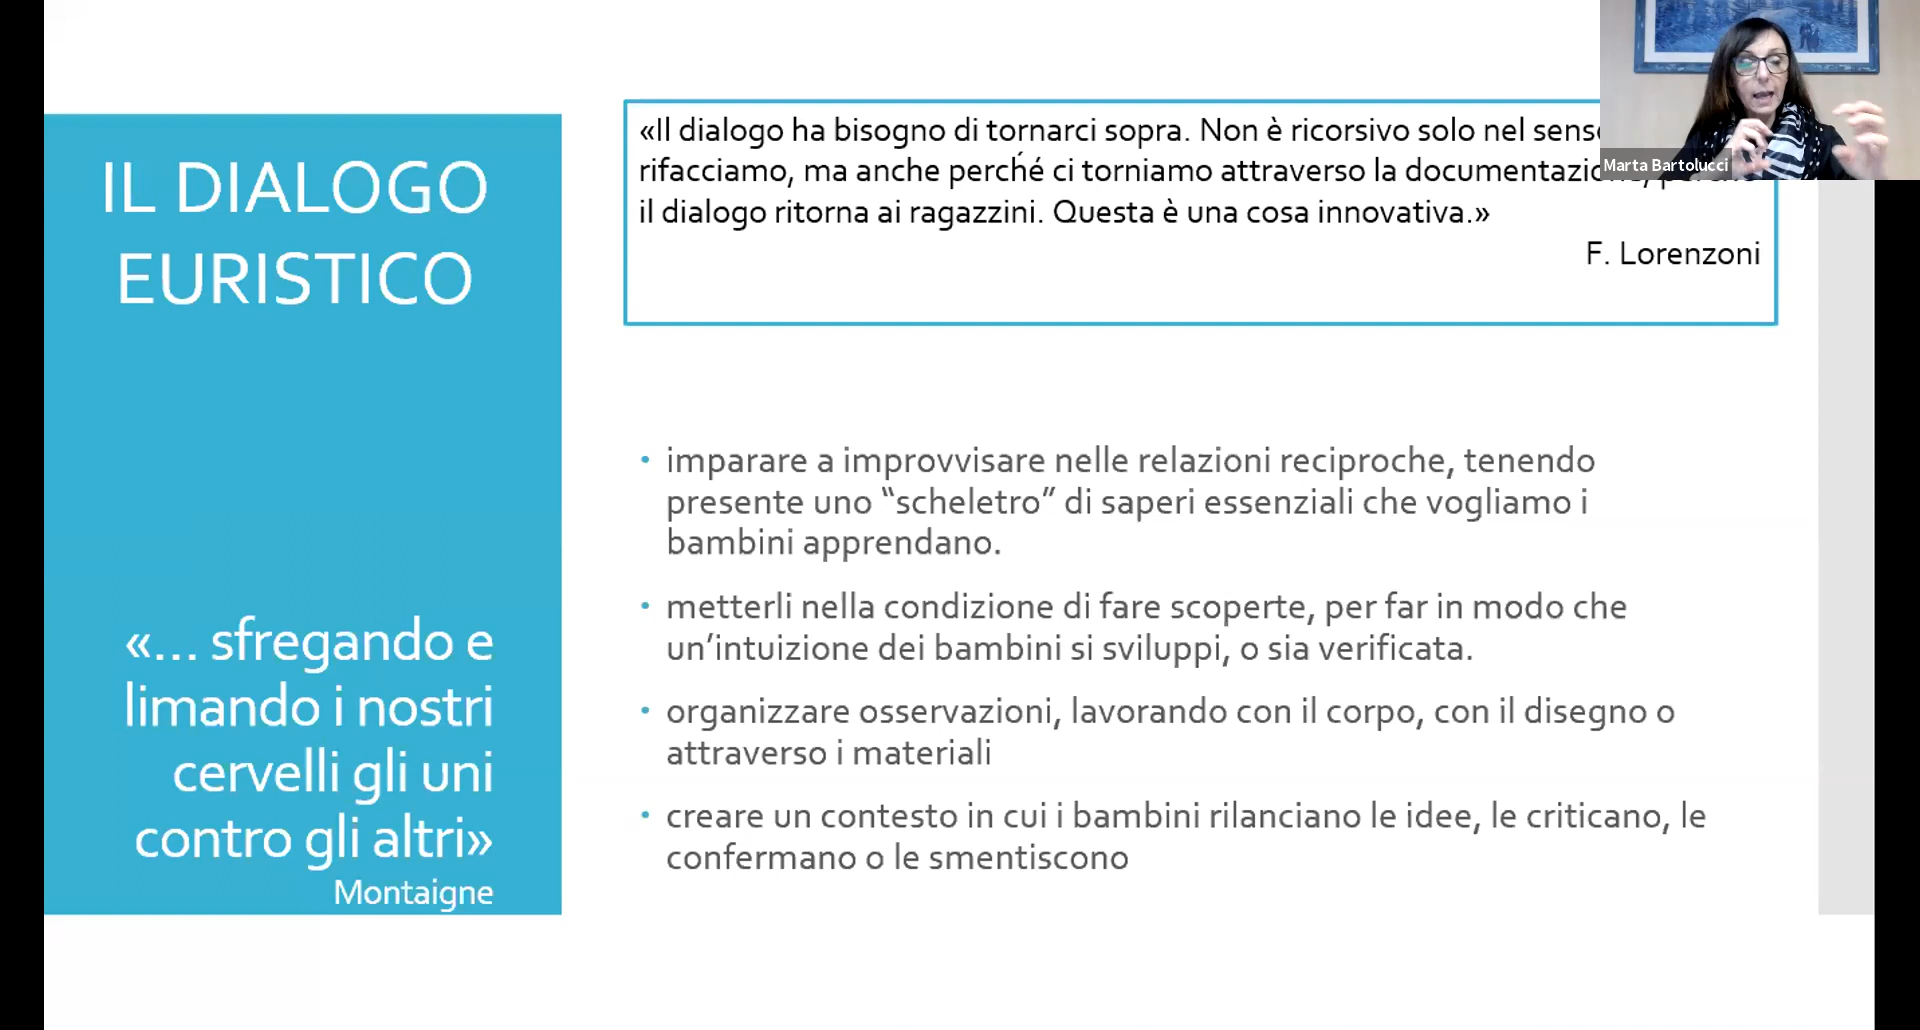 IL DIALOGO
EURISTICO
«... sfregando e
limando i nostri
cervelli gli uni
contro gli altri»
Montaigne
«Il dialogo ha bisogno di tornarci sopra. Non è ricorsivo solo nel
rifacciamo, ma anche perché ci torniamo attraverso la
il dialogo ritorna ai ragazzini. Questa è una cosa innovativa.»
F. Lorenzoni
• imparare a improvvisare nelle relazioni reciproche, tenendo
presente uno “scheletro” di saperi essenziali che vogliamo i
bambini apprendano.
• metterli nella condizione di fare scoperte, per far in modo che
un’intuizione dei bambini si sviluppi, o sia verificata.
• organizzare osservazioni, lavorando con il corpo, con il disegno o
attraverso i materiali
• creare un contesto in cui i bambini rilanciano le idee, le criticano, le
confermano o le smentiscono
Marta Bartolucci